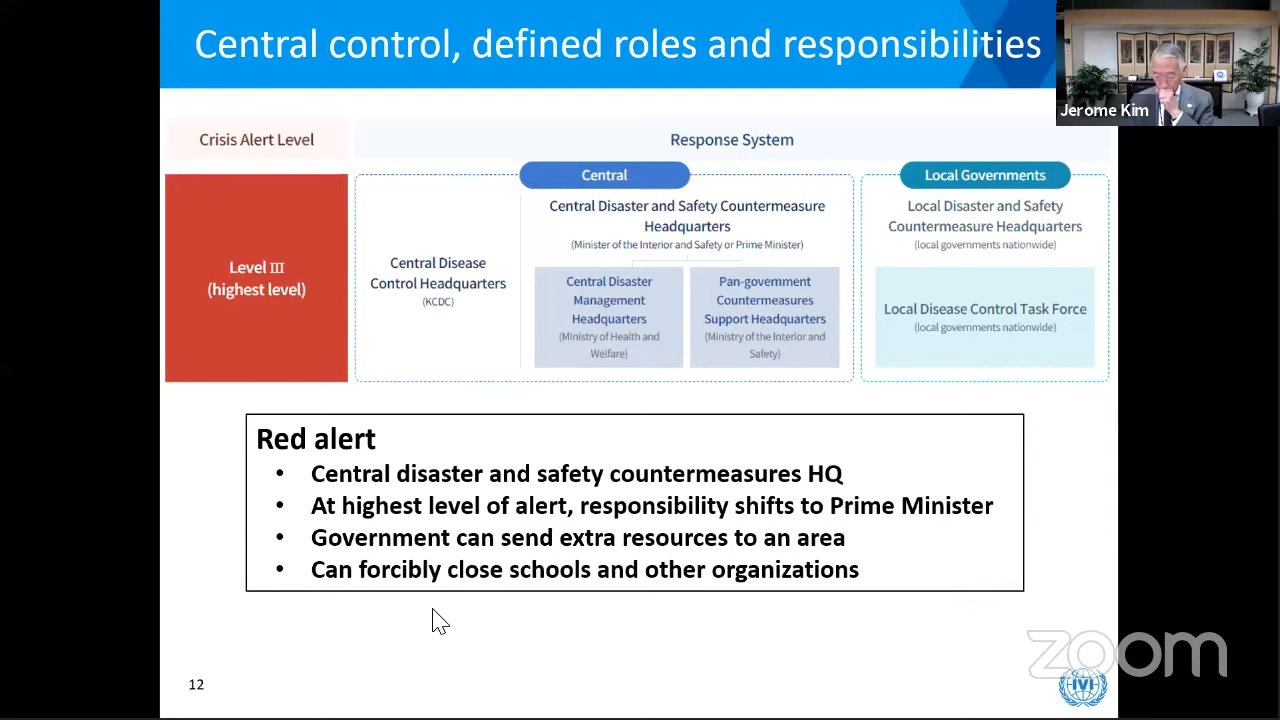 Central control, defined roles and responsibilities
Jerome Kim
Crisis Alert Level
Response System
Central
Local Governments
Level III
(highest level)
Central Disease
Control Headquarters
(KCDC)
Central Disaster and Safety Countermeasure
Headquarters
(Minister of the Interior and Safety or Prime Minister)
Central Disaster
Management
Headquarters
(Ministry of Health and
Welfare)
Pan-government
Countermeasures
Support Headquarters
(Ministry of the Interior and
Safety)
Local Disaster and Safety
Countermeasure Headquarters
(local governments nationwide)
Local Disease Control Task Force
(local governments nationwide)
Red alert
• Central disaster and safety countermeasures HQ
• At highest level of alert, responsibility shifts to Prime Minister
• Government can send extra resources to an area
• Can forcibly close schools and other organizations
zoom
IVI
12